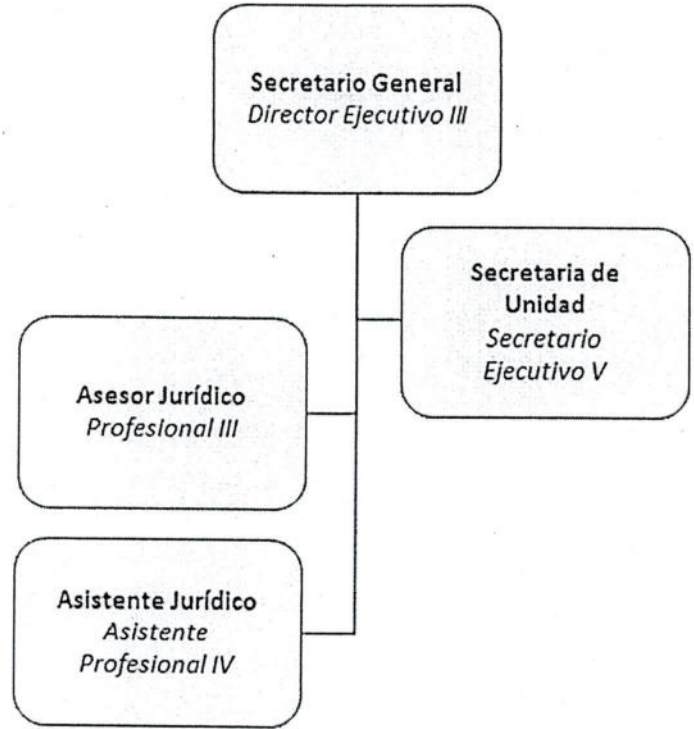 Secretario General
Director Ejecutivo III
Secretaria de
Unidad
Secretario
Ejecutivo V
Asesor Jurídico
Profesional III
Asistente Jurídico
Asistente
Profesional IV